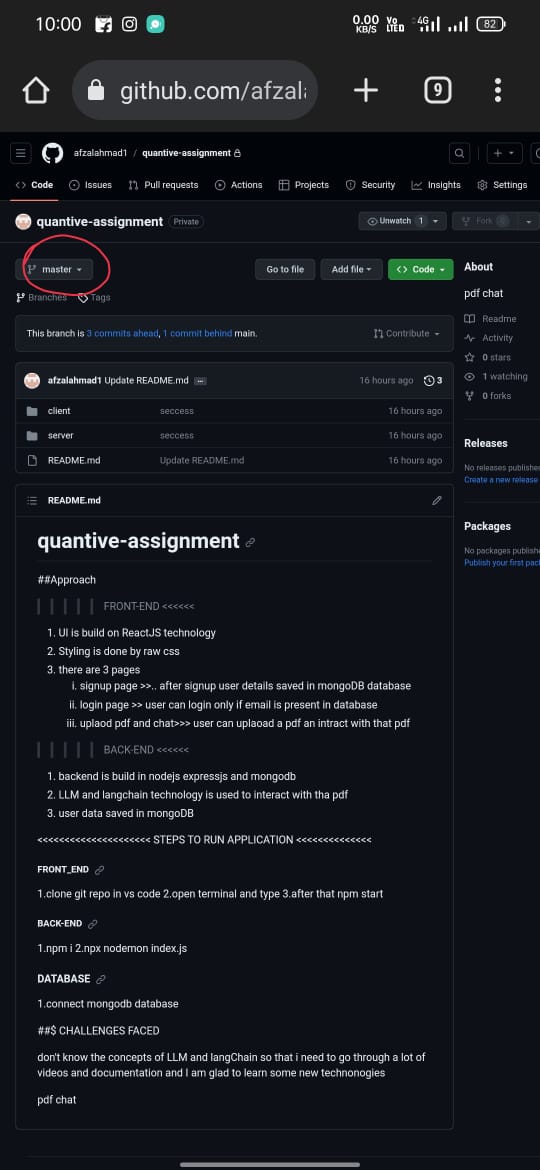 10:00 0.00 KB/S Vo LTED 4G 82
github.com/afzal
9
afzalahmad1 / quantive-assignment
Code Issues Pull requests Actions Projects Security Insights Settings
quantive-assignment Private Unwatch 1 Fork 0
master Go to file Add file Code
Branches Tags
This branch is 3 commits ahead, 1 commit behind main. Contribute
afzalahmad1 Update README.md ... 16 hours ago 3
client seccess 16 hours ago
server seccess 16 hours ago
README.md Update README.md 16 hours ago
README.md
quantive-assignment
##Approach
FRONT-END <<<<<<
1. UI is build on ReactJS technology
2. Styling is done by raw css
3. there are 3 pages
i. signup page >>.. after signup user details saved in mongoDB database
ii. login page >> user can login only if email is present in database
iii. uplaod pdf and chat>>> user can uplaoad a pdf an intract with that pdf
BACK-END <<<<<<
1. backend is build in nodejs expressjs and mongodb
2. LLM and langchain technology is used to interact with tha pdf
3. user data saved in mongoDB
<<<<<<<<<<<<<<<<<<<<< STEPS TO RUN APPLICATION <<<<<<<<<<<<<<
FRONT_END
1.clone git repo in vs code 2.open terminal and type 3.after that npm start
BACK-END
1.npm i 2.npx nodemon index.js
DATABASE
1.connect mongodb database
##$ CHALLENGES FACED
don't know the concepts of LLM and langChain so that i need to go through a lot of
videos and documentation and I am glad to learn some new technonogies
pdf chat
About
pdf chat
Readme
Activity
0 stars
1 watching
0 forks
Releases
No releases publishe
Create a new release
Packages
No packages publish
Publish your first pac